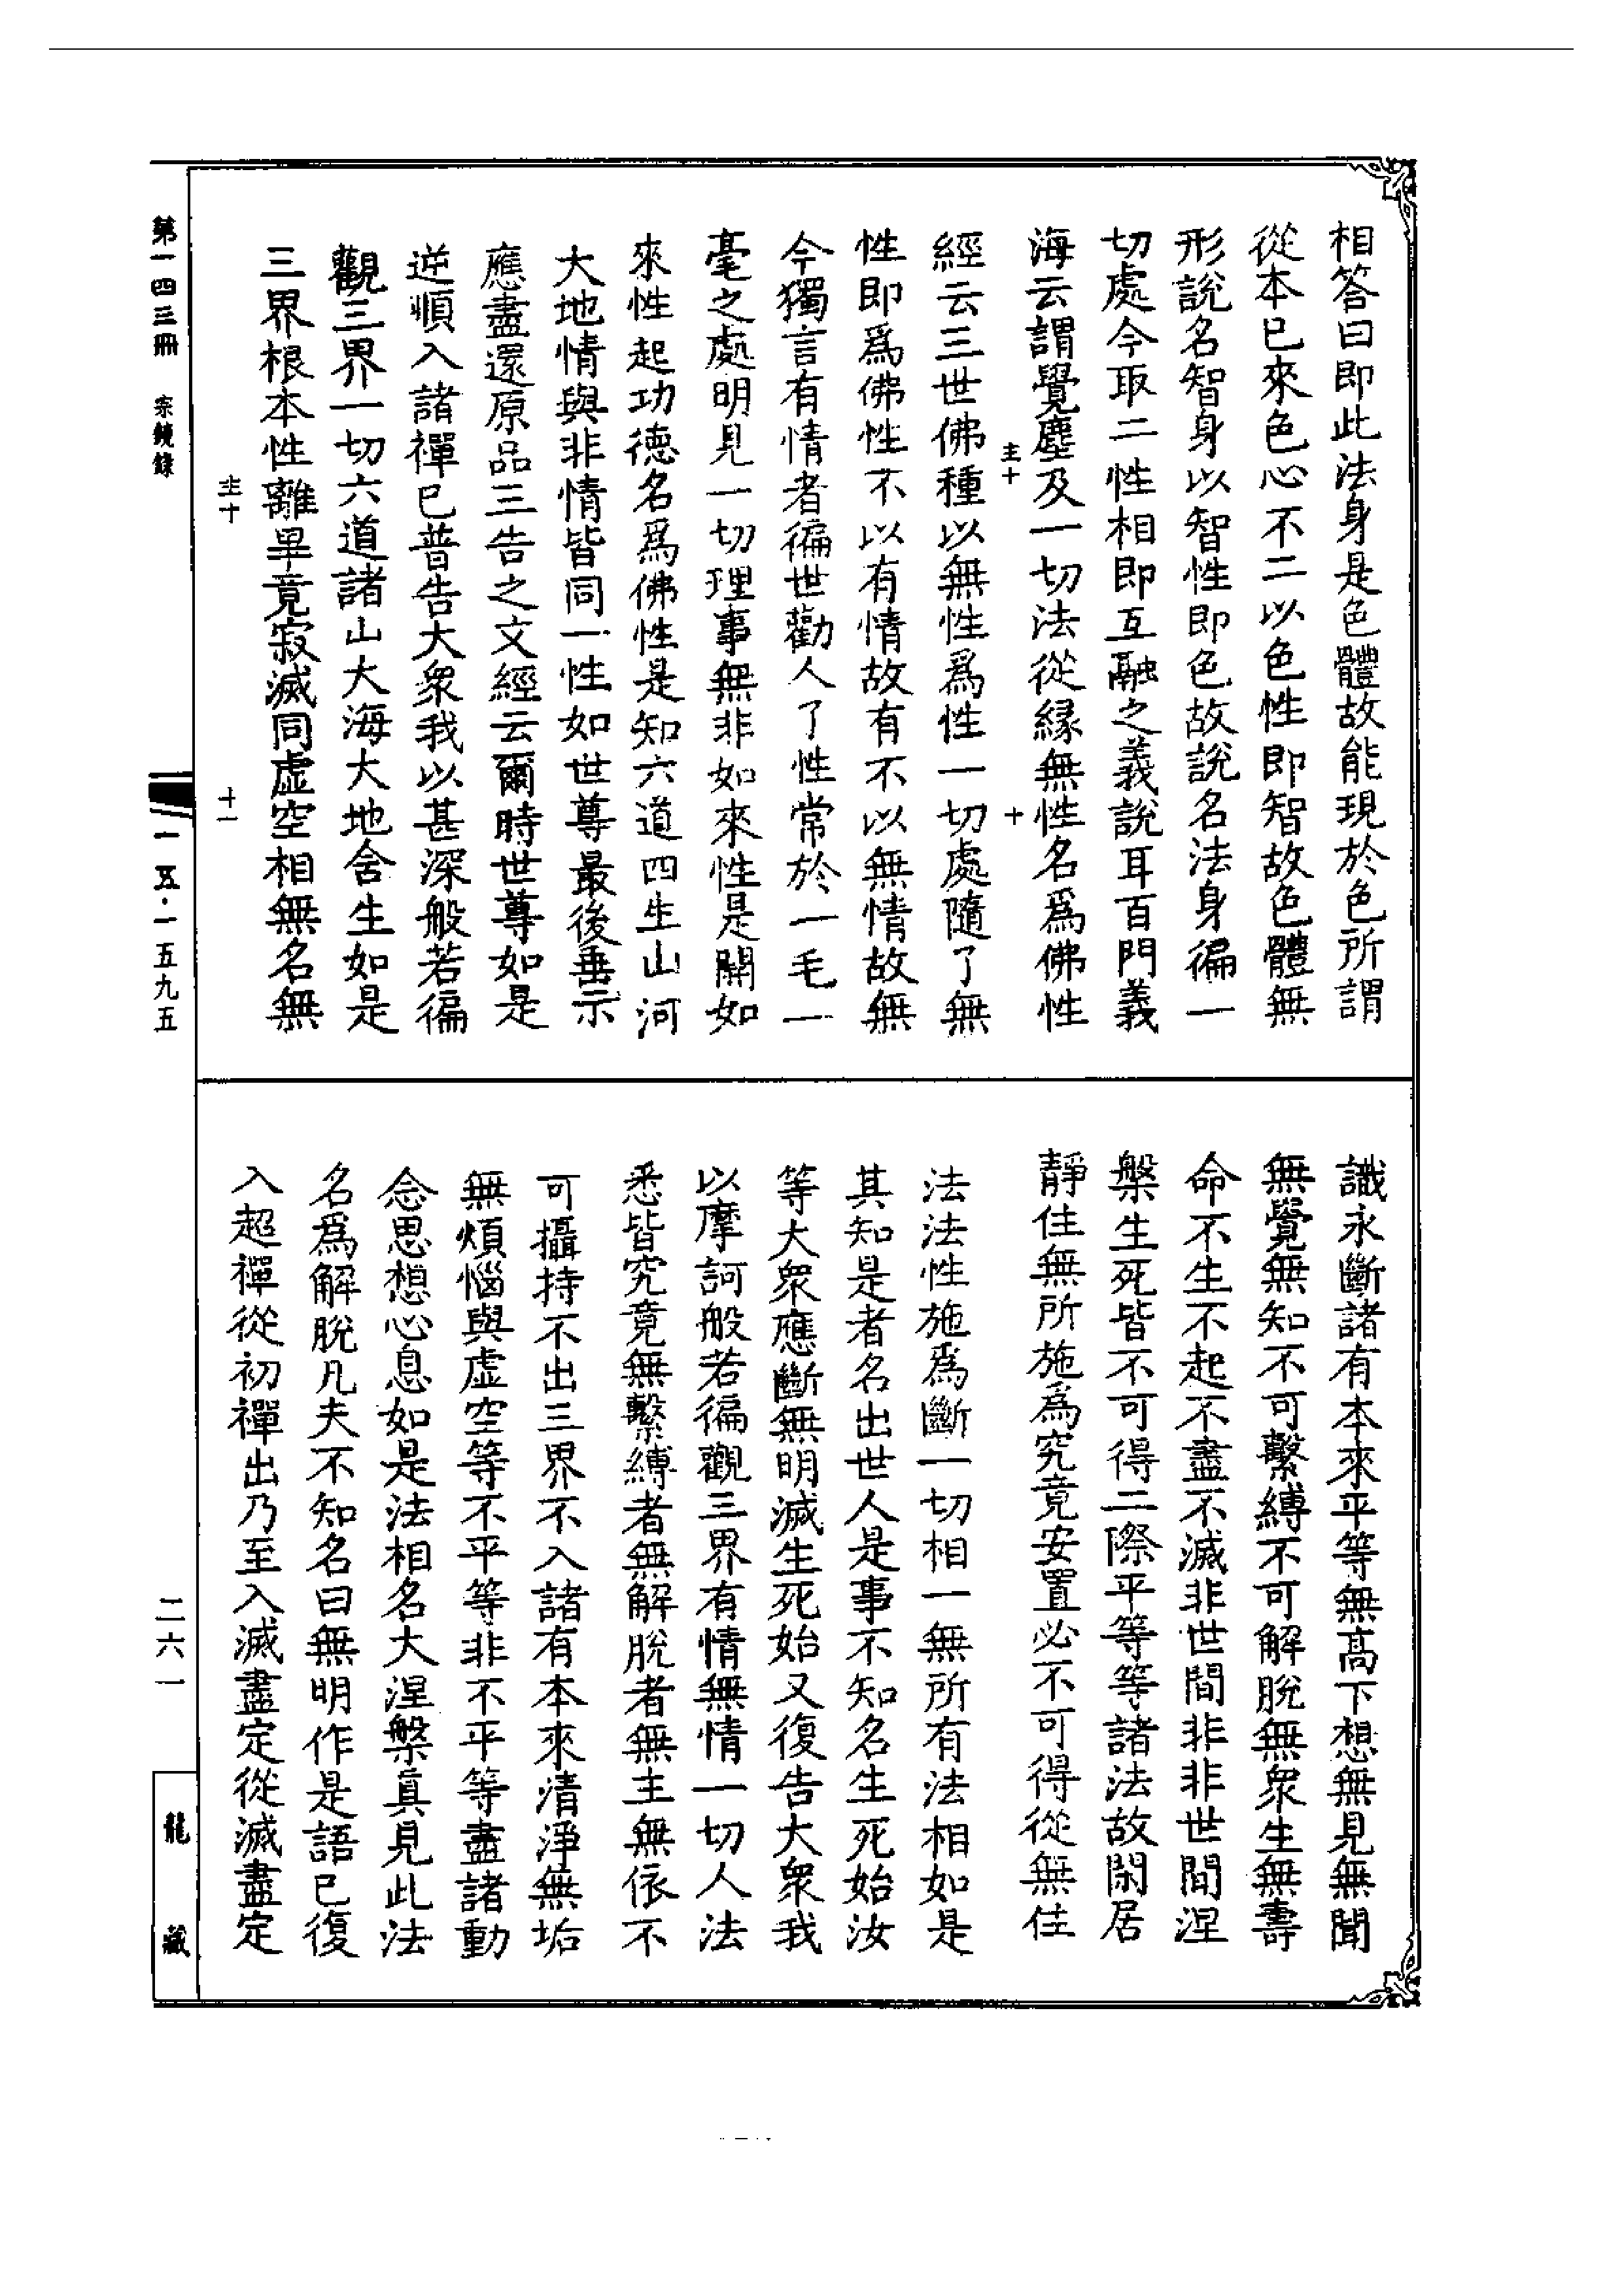 相答曰即此法身是色體故能現於色所謂
從本已來色心不二以色性即智故色體無
形說名智身以智性即色故說名法身徧一
切處今取二性相即互融之義說耳百門義
海云謂覺塵及一切法從緣無性名爲佛性
圭十
十
經云三世佛種以無性爲性一切處隨了無
性即爲佛性不以有情故有不以無情故無
今獨言有情者徧世勸人了性常於一毛一
毫之處明見一切理事無非如來性是開如
來性起功德名爲佛性是知六道四生山河
大地情與非情皆同一性如世尊最後垂示
應盡還原品三告之文經云爾時世尊如是
逆順入諸禪已普告大衆我以甚深般若徧
觀三界一切六道諸山大海大地含生如是
三界根本性離畢竟寂滅同虛空相無名無
圭十
十一
識永斷諸有本來平等無高下想無見無聞
無覺無知不可繫縛不可解脫無衆生無壽
命不生不起不盡不滅非世間非非世間涅
槃生死皆不可得二際平等等諸法故閑居
靜住無所施爲究竟安置必不可得從無住
法法性施爲斷一切相一無所有法相如是
其知是者名出世人是事不知名生死始汝
等大衆應斷無明滅生死始又復告大衆我
以摩訶般若徧觀三界有情無情一切人法
悉皆究竟無繫縛者無解脫者無主無依不
可攝持不出三界不入諸有本來清淨無垢
無煩惱與虛空等不平等非不平等盡諸動
念思想心息如是法相名大涅槃真見此法
名爲解脫凡夫不知名曰無明作是語已復
入超禪從初禪出乃至入滅盡定從滅盡定
第一四三冊 宗鏡錄
一五·一五九五
二六一
龍藏